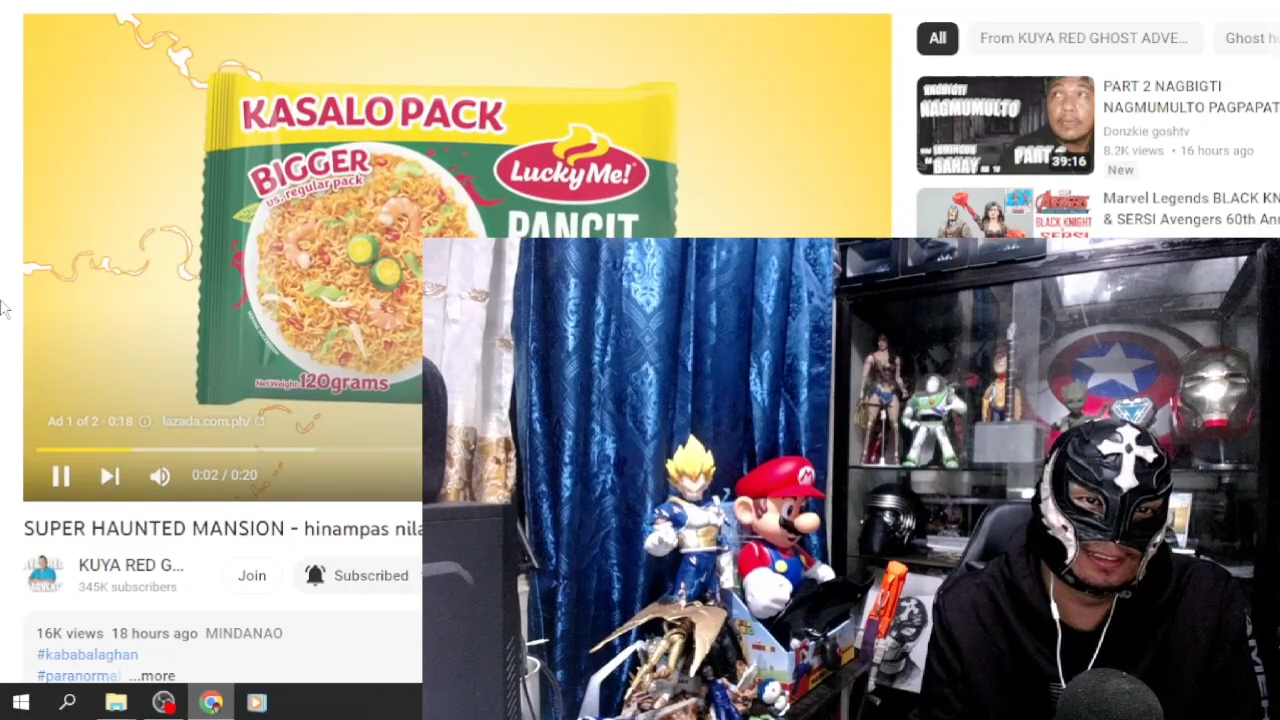 KASALO PACK
BIGGER
vs. regular pack
Lucky Me!
PANCIT
Net Weight 120grams
Ad 1 of 2 · 0:18
lazada.com.ph/
0:02 / 0:20
SUPER HAUNTED MANSION - hinampas nila
KUYA RED G...
345K subscribers
Join
Subscribed
16K views 18 hours ago MINDANAO
#kababalaghan
#paranormal ...more
All
From KUYA RED GHOST ADVE...
Ghost h
NAGBIGTI
NAGMUMULTO
BAHAY
PART
39:16
PART 2 NAGBIGTI
NAGMUMULTO PAGPAPAT
Donzkie goshtv
8.2K views · 16 hours ago
New
AVENGERS
BLACK KNIGHT
SERSI
Marvel Legends BLACK KN
& SERSI Avengers 60th An
M